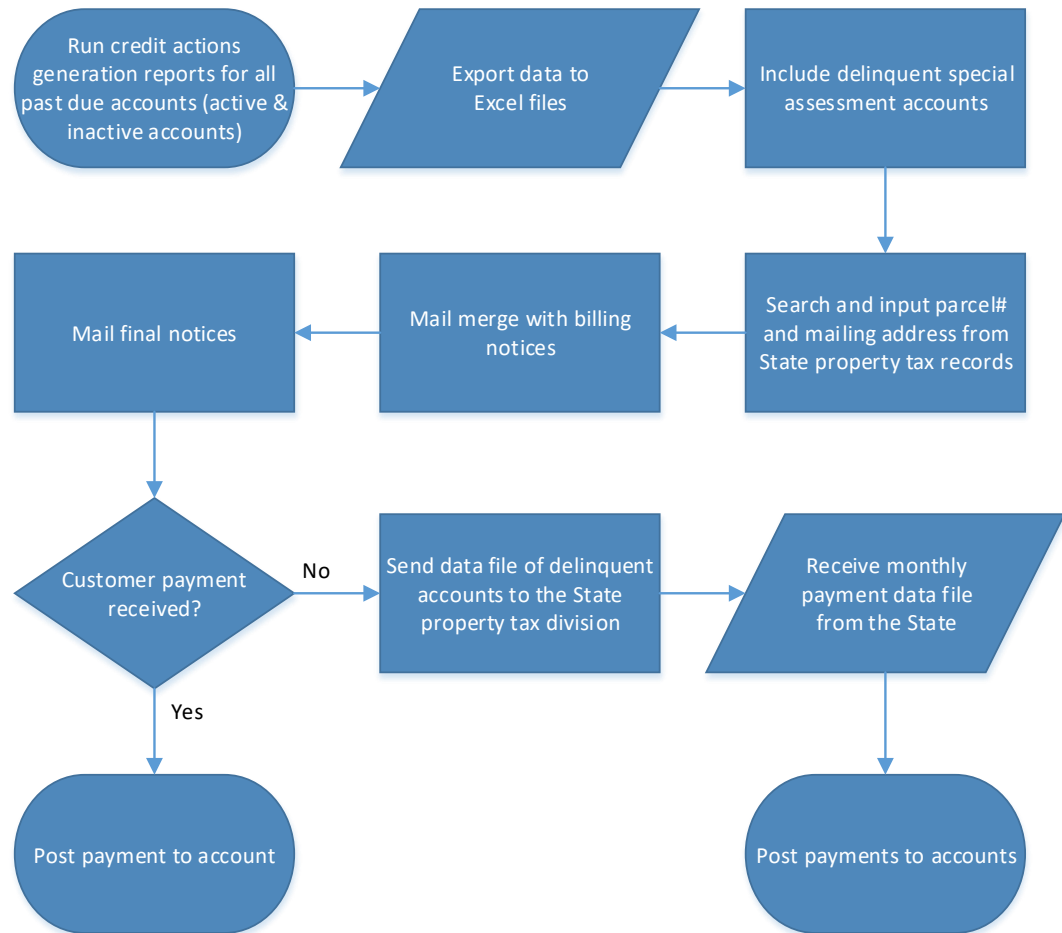 Run credit actions
generation reports for all
past due accounts (active &
inactive accounts)
Export data to
Excel files
Include delinquent special
assessment accounts
Search and input parcel#
and mailing address from
State property tax records
Mail merge with billing
notices
Mail final notices
Customer payment
received?
No
Send data file of delinquent
accounts to the State
property tax division
Receive monthly
payment data file
from the State
Yes
Post payment to account
Post payments to accounts